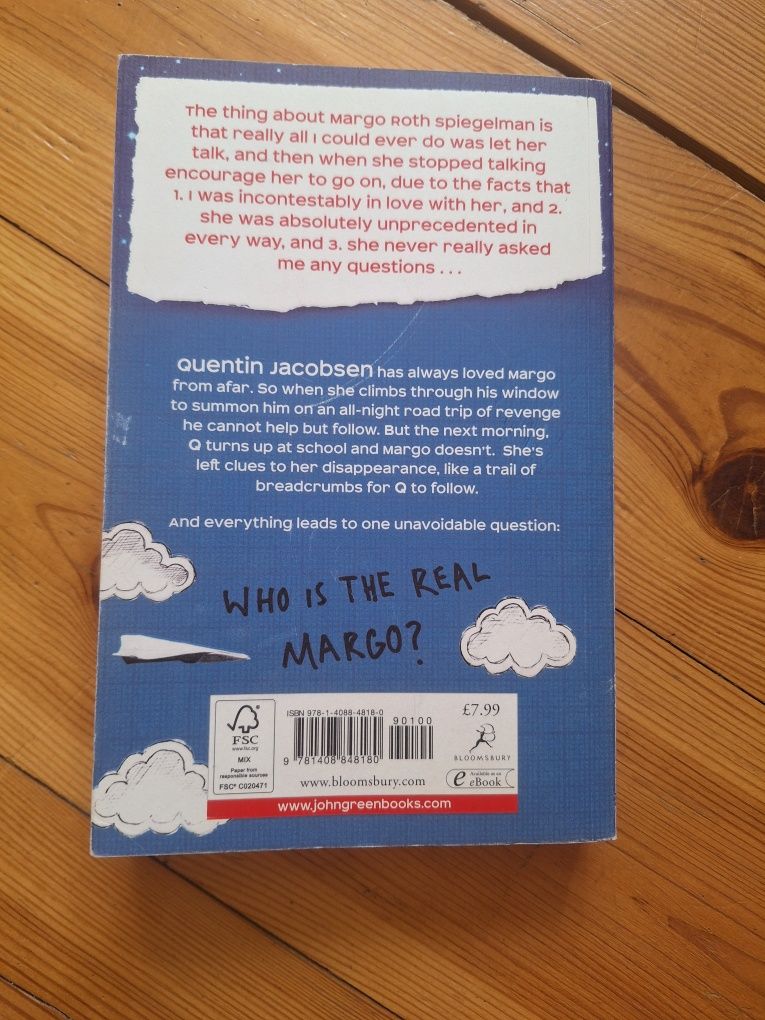 The thing about Margo Roth Spiegelman is
that really all I could ever do was let her
talk, and then when she stopped talking
encourage her to go on, due to the facts that
1. I was incontestably in love with her, and 2.
she was absolutely unprecedented in
every way, and 3. she never really asked
me any questions . . .
Quentin Jacobsen has always loved Margo
from afar. So when she climbs through his window
to summon him on an all-night road trip of revenge
he cannot help but follow. But the next morning,
Q turns up at school and Margo doesn't. She's
left clues to her disappearance, like a trail of
breadcrumbs for Q to follow.
And everything leads to one unavoidable question:
WHO IS THE REAL
MARGO?
FSC
www.fsc.org
MIX
Paper from
responsible sources
FSC® C020471
ISBN 978-1-4088-4818-0
90100
9 781408 848180
www.bloomsbury.com
£7.99
BLOOMSBURY
e Available as an
eBook
www.johngreenbooks.com